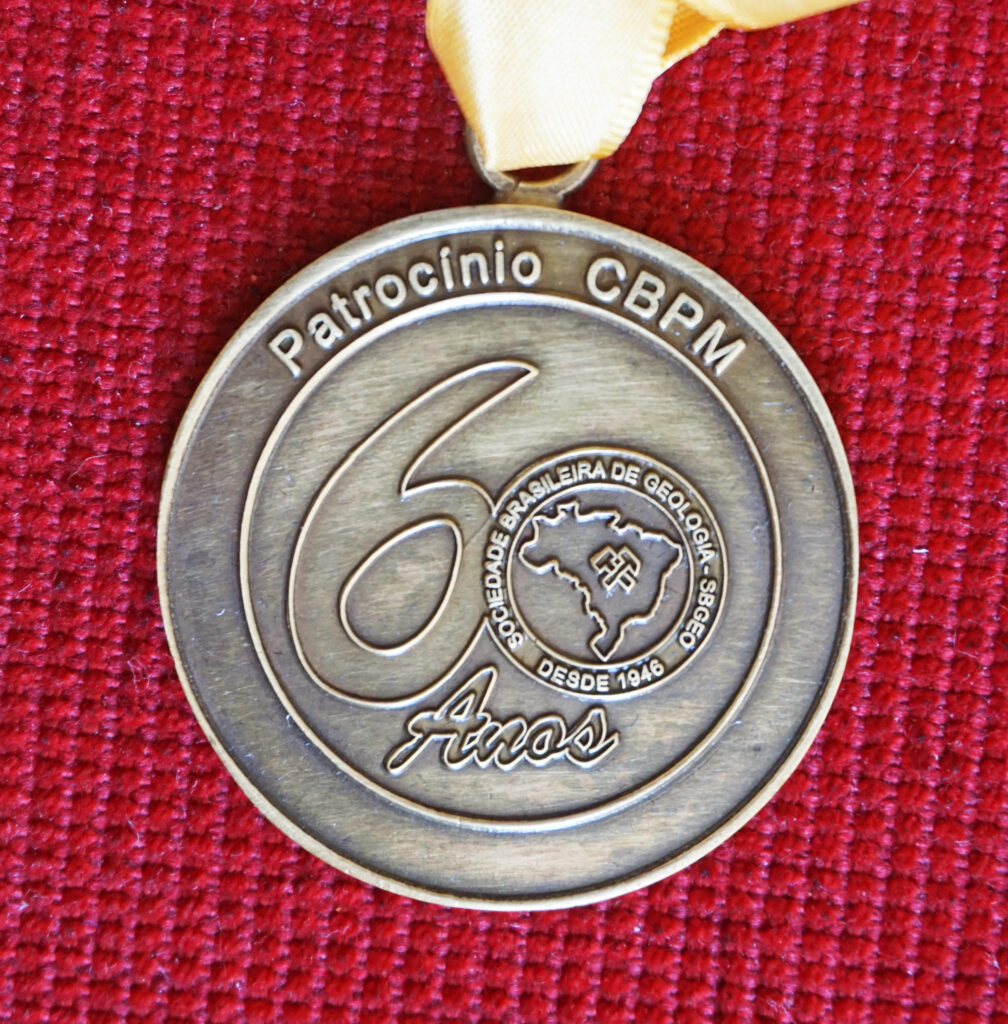 Patrocínio CBPM
60
SOCIEDADE BRASILEIRA DE GEOLOGIA - SBGEO
DESDE 1946
Anos